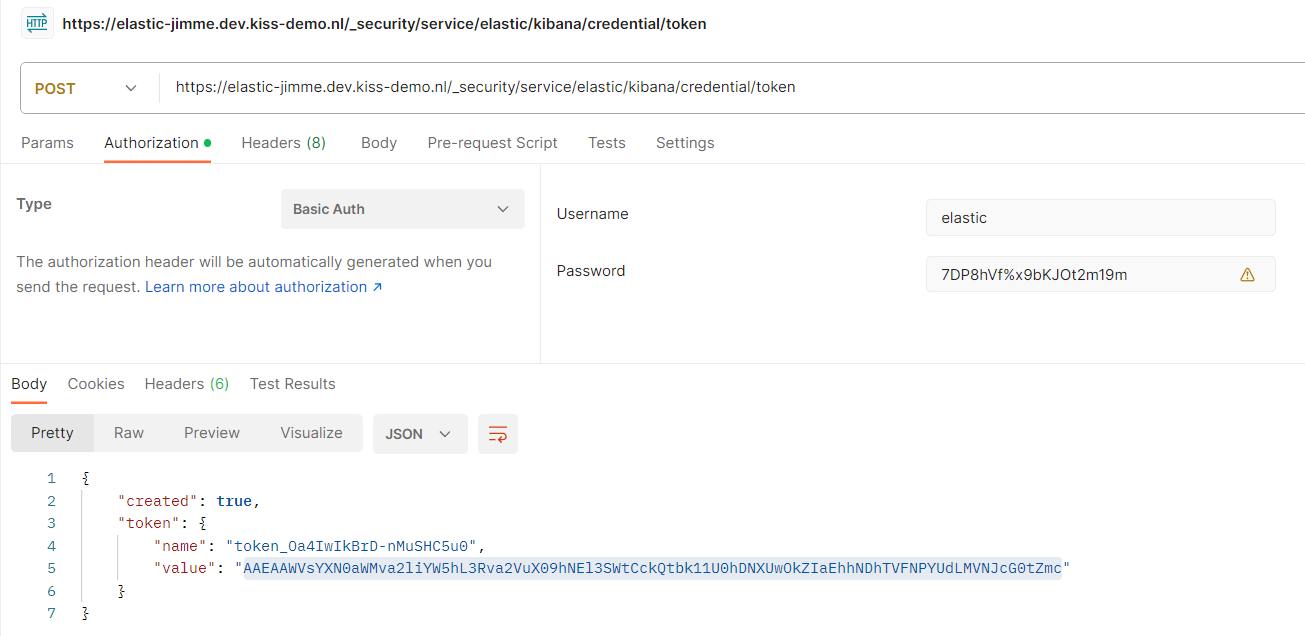 HTTP https://elastic-jimme.dev.kiss-demo.nl/_security/service/elastic/kibana/credential/token
POST https://elastic-jimme.dev.kiss-demo.nl/_security/service/elastic/kibana/credential/token
Params Authorization Headers (8) Body Pre-request Script Tests Settings
Type Basic Auth
The authorization header will be automatically generated when you
send the request. Learn more about authorization ↗
Username elastic
Password 7DP8hVf%x9bKJOt2m19m
Body Cookies Headers (6) Test Results
Pretty Raw Preview Visualize JSON
1 {
2 "created": true,
3 "token": {
4 "name": "token_Oa4IwIkBrD-nMuSHC5u0",
5 "value": "AAEAAWVsYXN0aWMva2liYW5hL3Rva2VuX09hNEl3SWtCckQtbk11U0hDNXUwOkZIaEhhNDhTVFNPYUdLMVNJcG0tZmc"
6 }
7 }